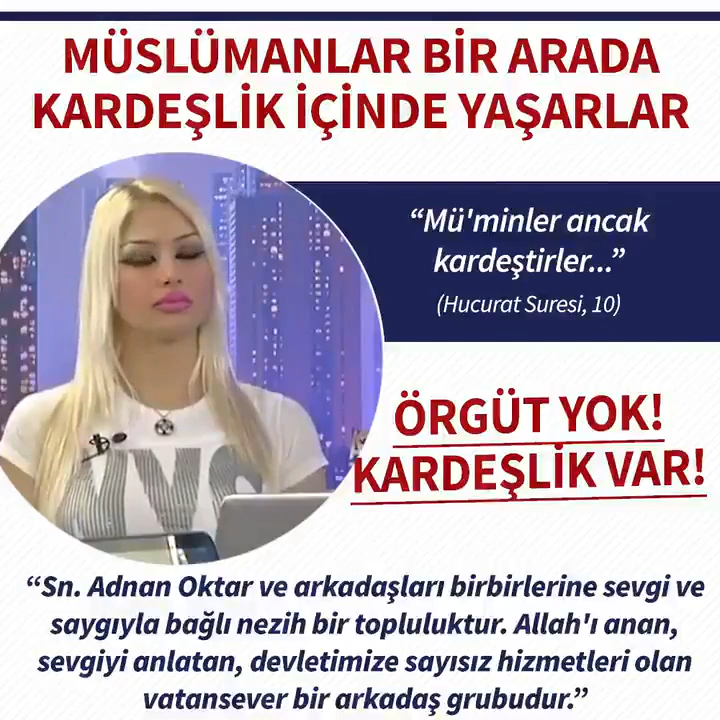 MÜSLÜMANLAR BİR ARADA
KARDEŞLİK İÇİNDE YAŞARLAR
“Mü'minler ancak
kardeştirler...”
(Hucurat Suresi, 10)
ÖRGÜT YOK!
KARDEŞLİK VAR!
NYC
“Sn. Adnan Oktar ve arkadaşları birbirlerine sevgi ve
saygıyla bağlı nezih bir topluluktur. Allah'ı anan,
sevgiyi anlatan, devletimize sayısız hizmetleri olan
vatansever bir arkadaş grubudur.”